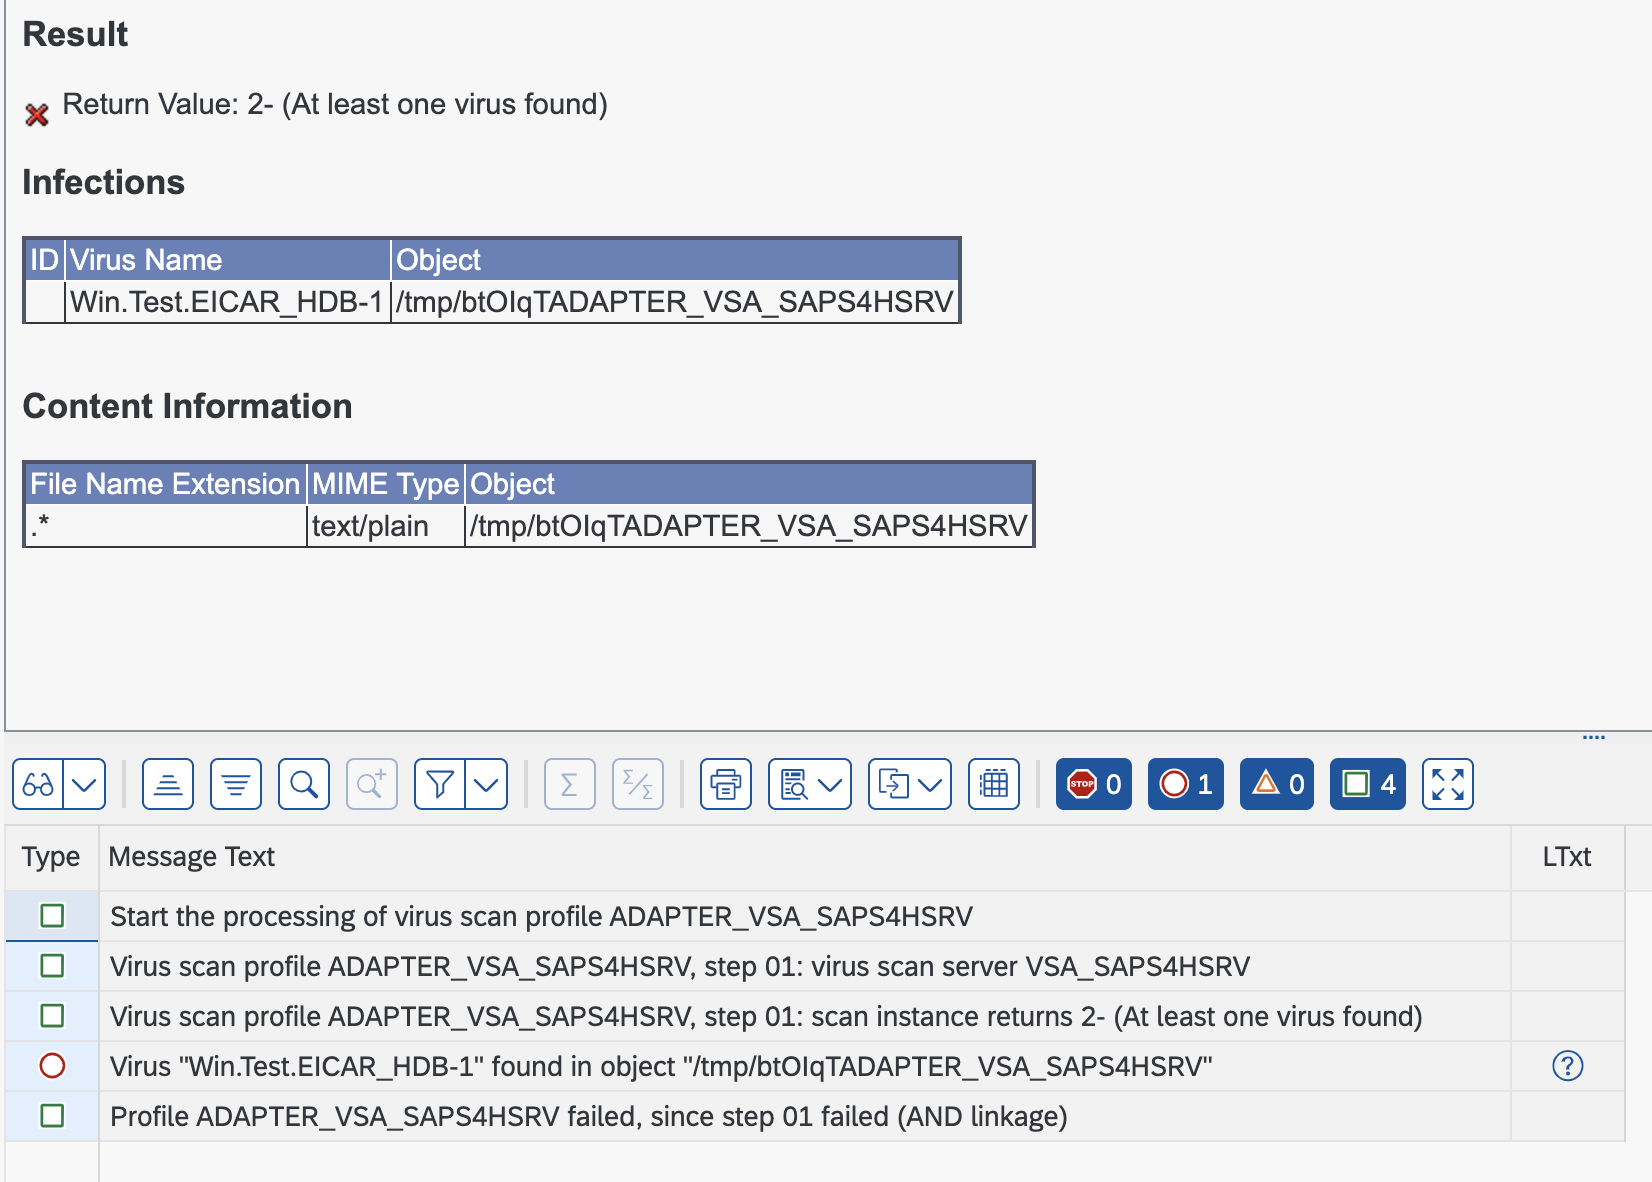 Result
Return Value: 2- (At least one virus found)
Infections
ID Virus Name Object
Win.Test.EICAR_HDB-1 /tmp/btOIqTADAPTER_VSA_SAPS4HSRV
Content Information
File Name Extension MIME Type Object
.* text/plain /tmp/btOIqTADAPTER_VSA_SAPS4HSRV
STOP 0 1 0 4
Type Message Text LTxt
Start the processing of virus scan profile ADAPTER_VSA_SAPS4HSRV
Virus scan profile ADAPTER_VSA_SAPS4HSRV, step 01: virus scan server VSA_SAPS4HSRV
Virus scan profile ADAPTER_VSA_SAPS4HSRV, step 01: scan instance returns 2- (At least one virus found)
Virus "Win.Test.EICAR_HDB-1" found in object "/tmp/btOIqTADAPTER_VSA_SAPS4HSRV"
Profile ADAPTER_VSA_SAPS4HSRV failed, since step 01 failed (AND linkage)